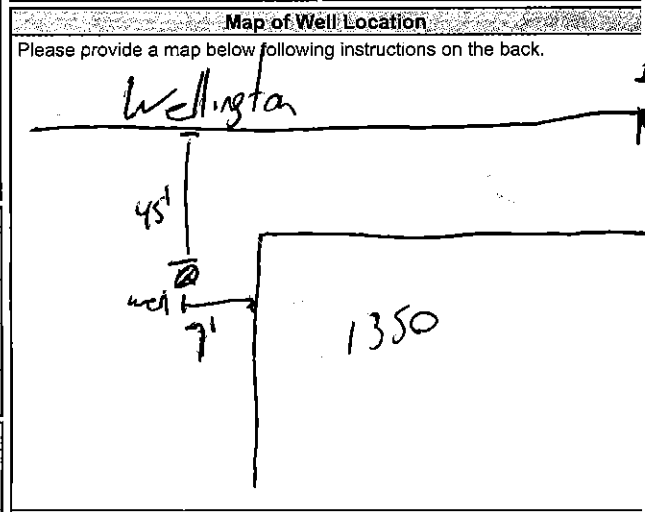 Map of Well Location
Please provide a map below following instructions on the back.
Wellington
45'
well
7'
1350